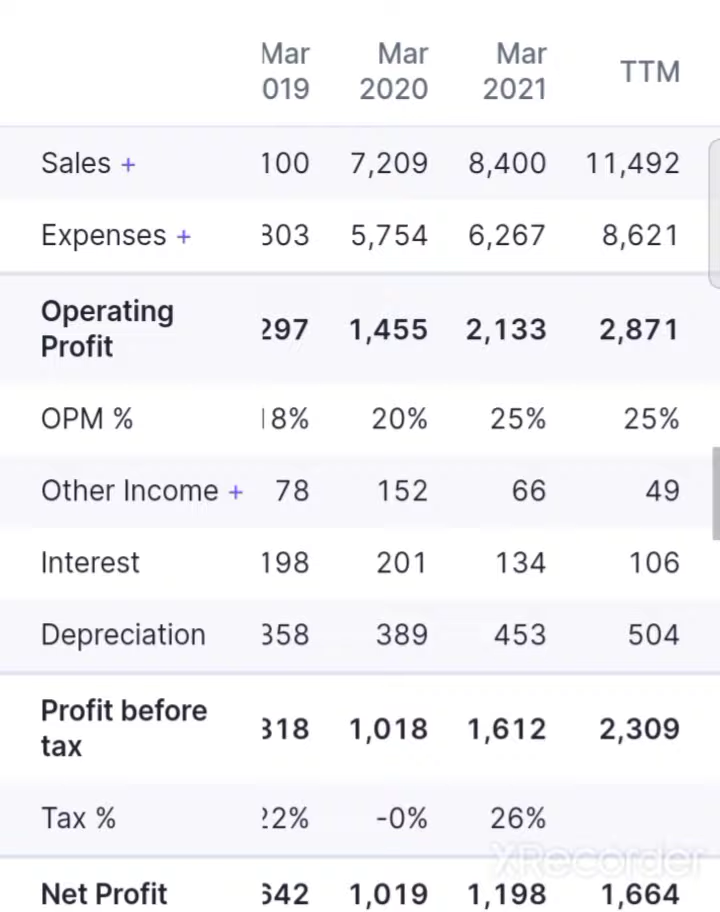 Mar Mar Mar TTM
019 2020 2021
Sales + 100 7,209 8,400 11,492
Expenses + 303 5,754 6,267 8,621
Operating
Profit 297 1,455 2,133 2,871
OPM % 18% 20% 25% 25%
Other Income + 78 152 66 49
Interest 198 201 134 106
Depreciation 358 389 453 504
Profit before
tax 318 1,018 1,612 2,309
Tax % 22% -0% 26%
XRecorder
Net Profit 642 1,019 1,198 1,664